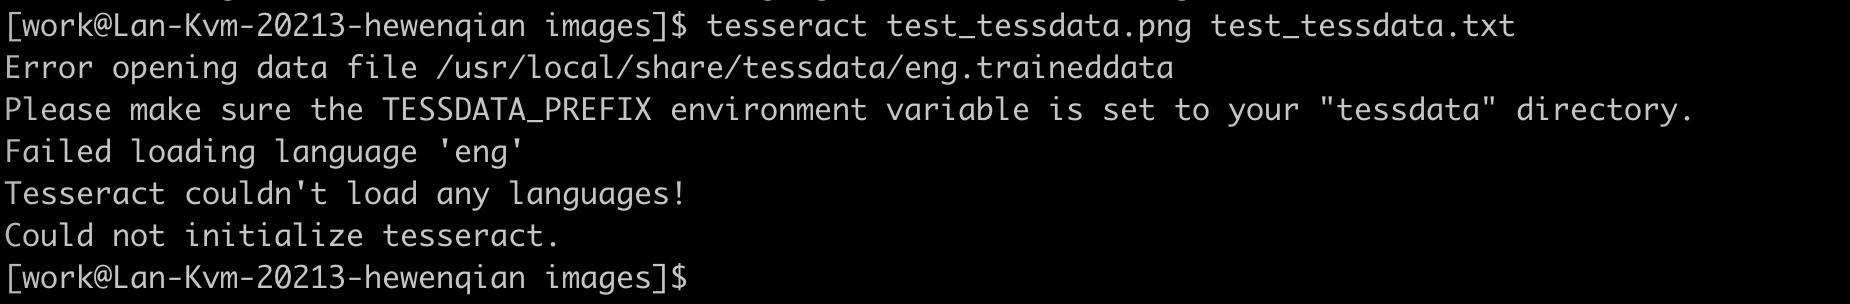 [work@Lan-Kvm-20213-hewenqian images]$ tesseract test_tessdata.png test_tessdata.txt
Error opening data file /usr/local/share/tessdata/eng.traineddata
Please make sure the TESSDATA_PREFIX environment variable is set to your "tessdata" directory.
Failed loading language 'eng'
Tesseract couldn't load any languages!
Could not initialize tesseract.
[work@Lan-Kvm-20213-hewenqian images]$